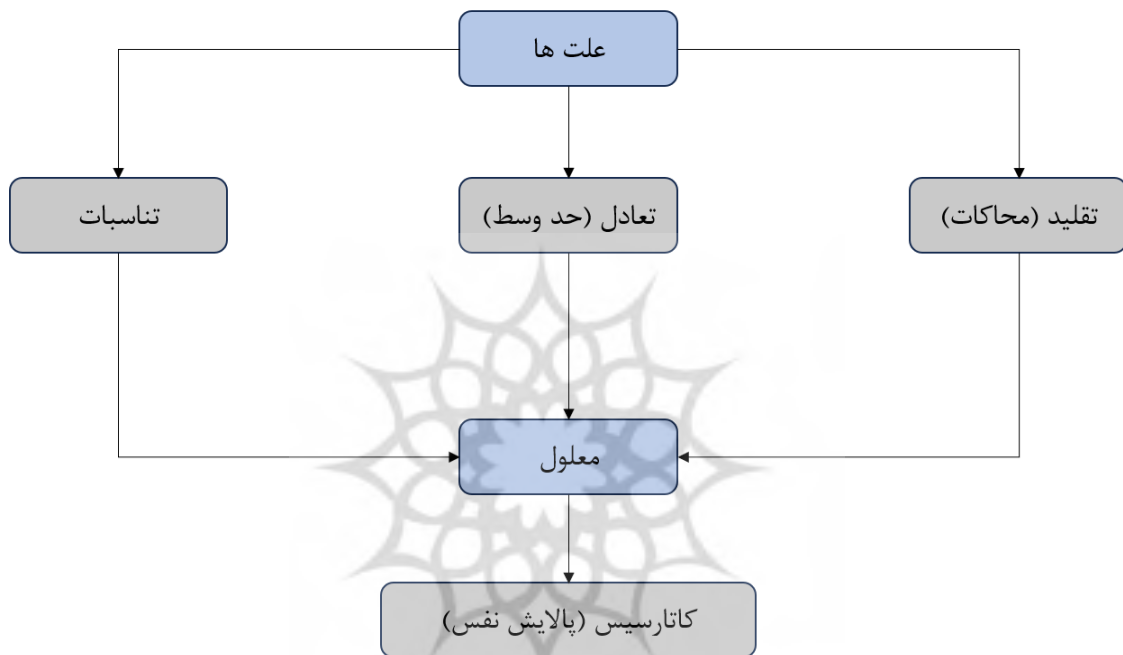 علت ها
تقلید (محاکات)
تعادل (حد وسط)
تناسبات
معلول
کاتارسیس (پالایش نفس)